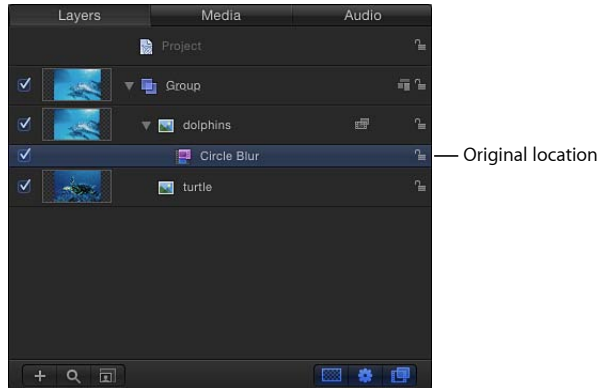 Layers Media Audio
Project
Group
dolphins
Circle Blur
Original location
turtle